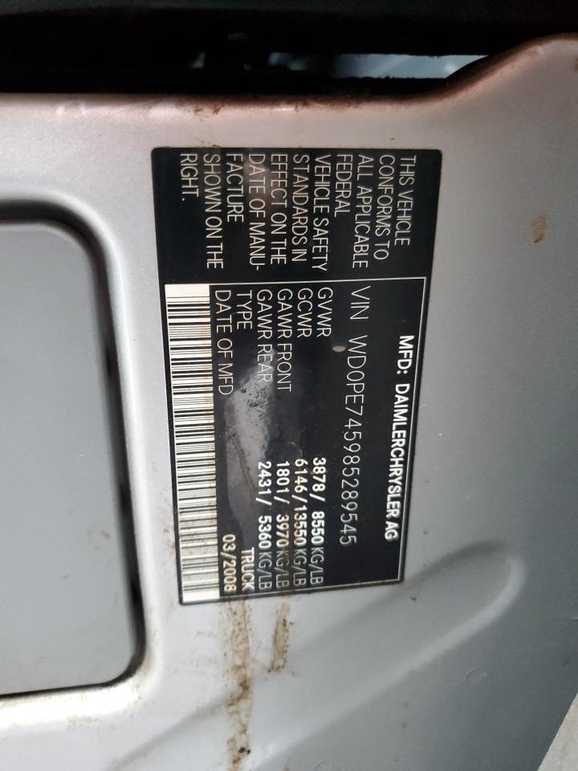 THIS VEHICLE
CONFORMS TO
ALL APPLICABLE
FEDERAL
VEHICLE SAFETY
STANDARDS IN
EFFECT ON THE
DATE OF MANU-
FACTURE
SHOWN ON THE
RIGHT.
MFD: DAIMLERCHRYSLER AG
VIN WD0PE745985289545
GVWR 3878/ 8550 KG/LB
GCWR 6146/13550 KG/LB
GAWR FRONT 1801/ 3970 KG/LB
GAWR REAR 2431/ 5360 KG/LB
TYPE TRUCK
DATE OF MFD 03/2008